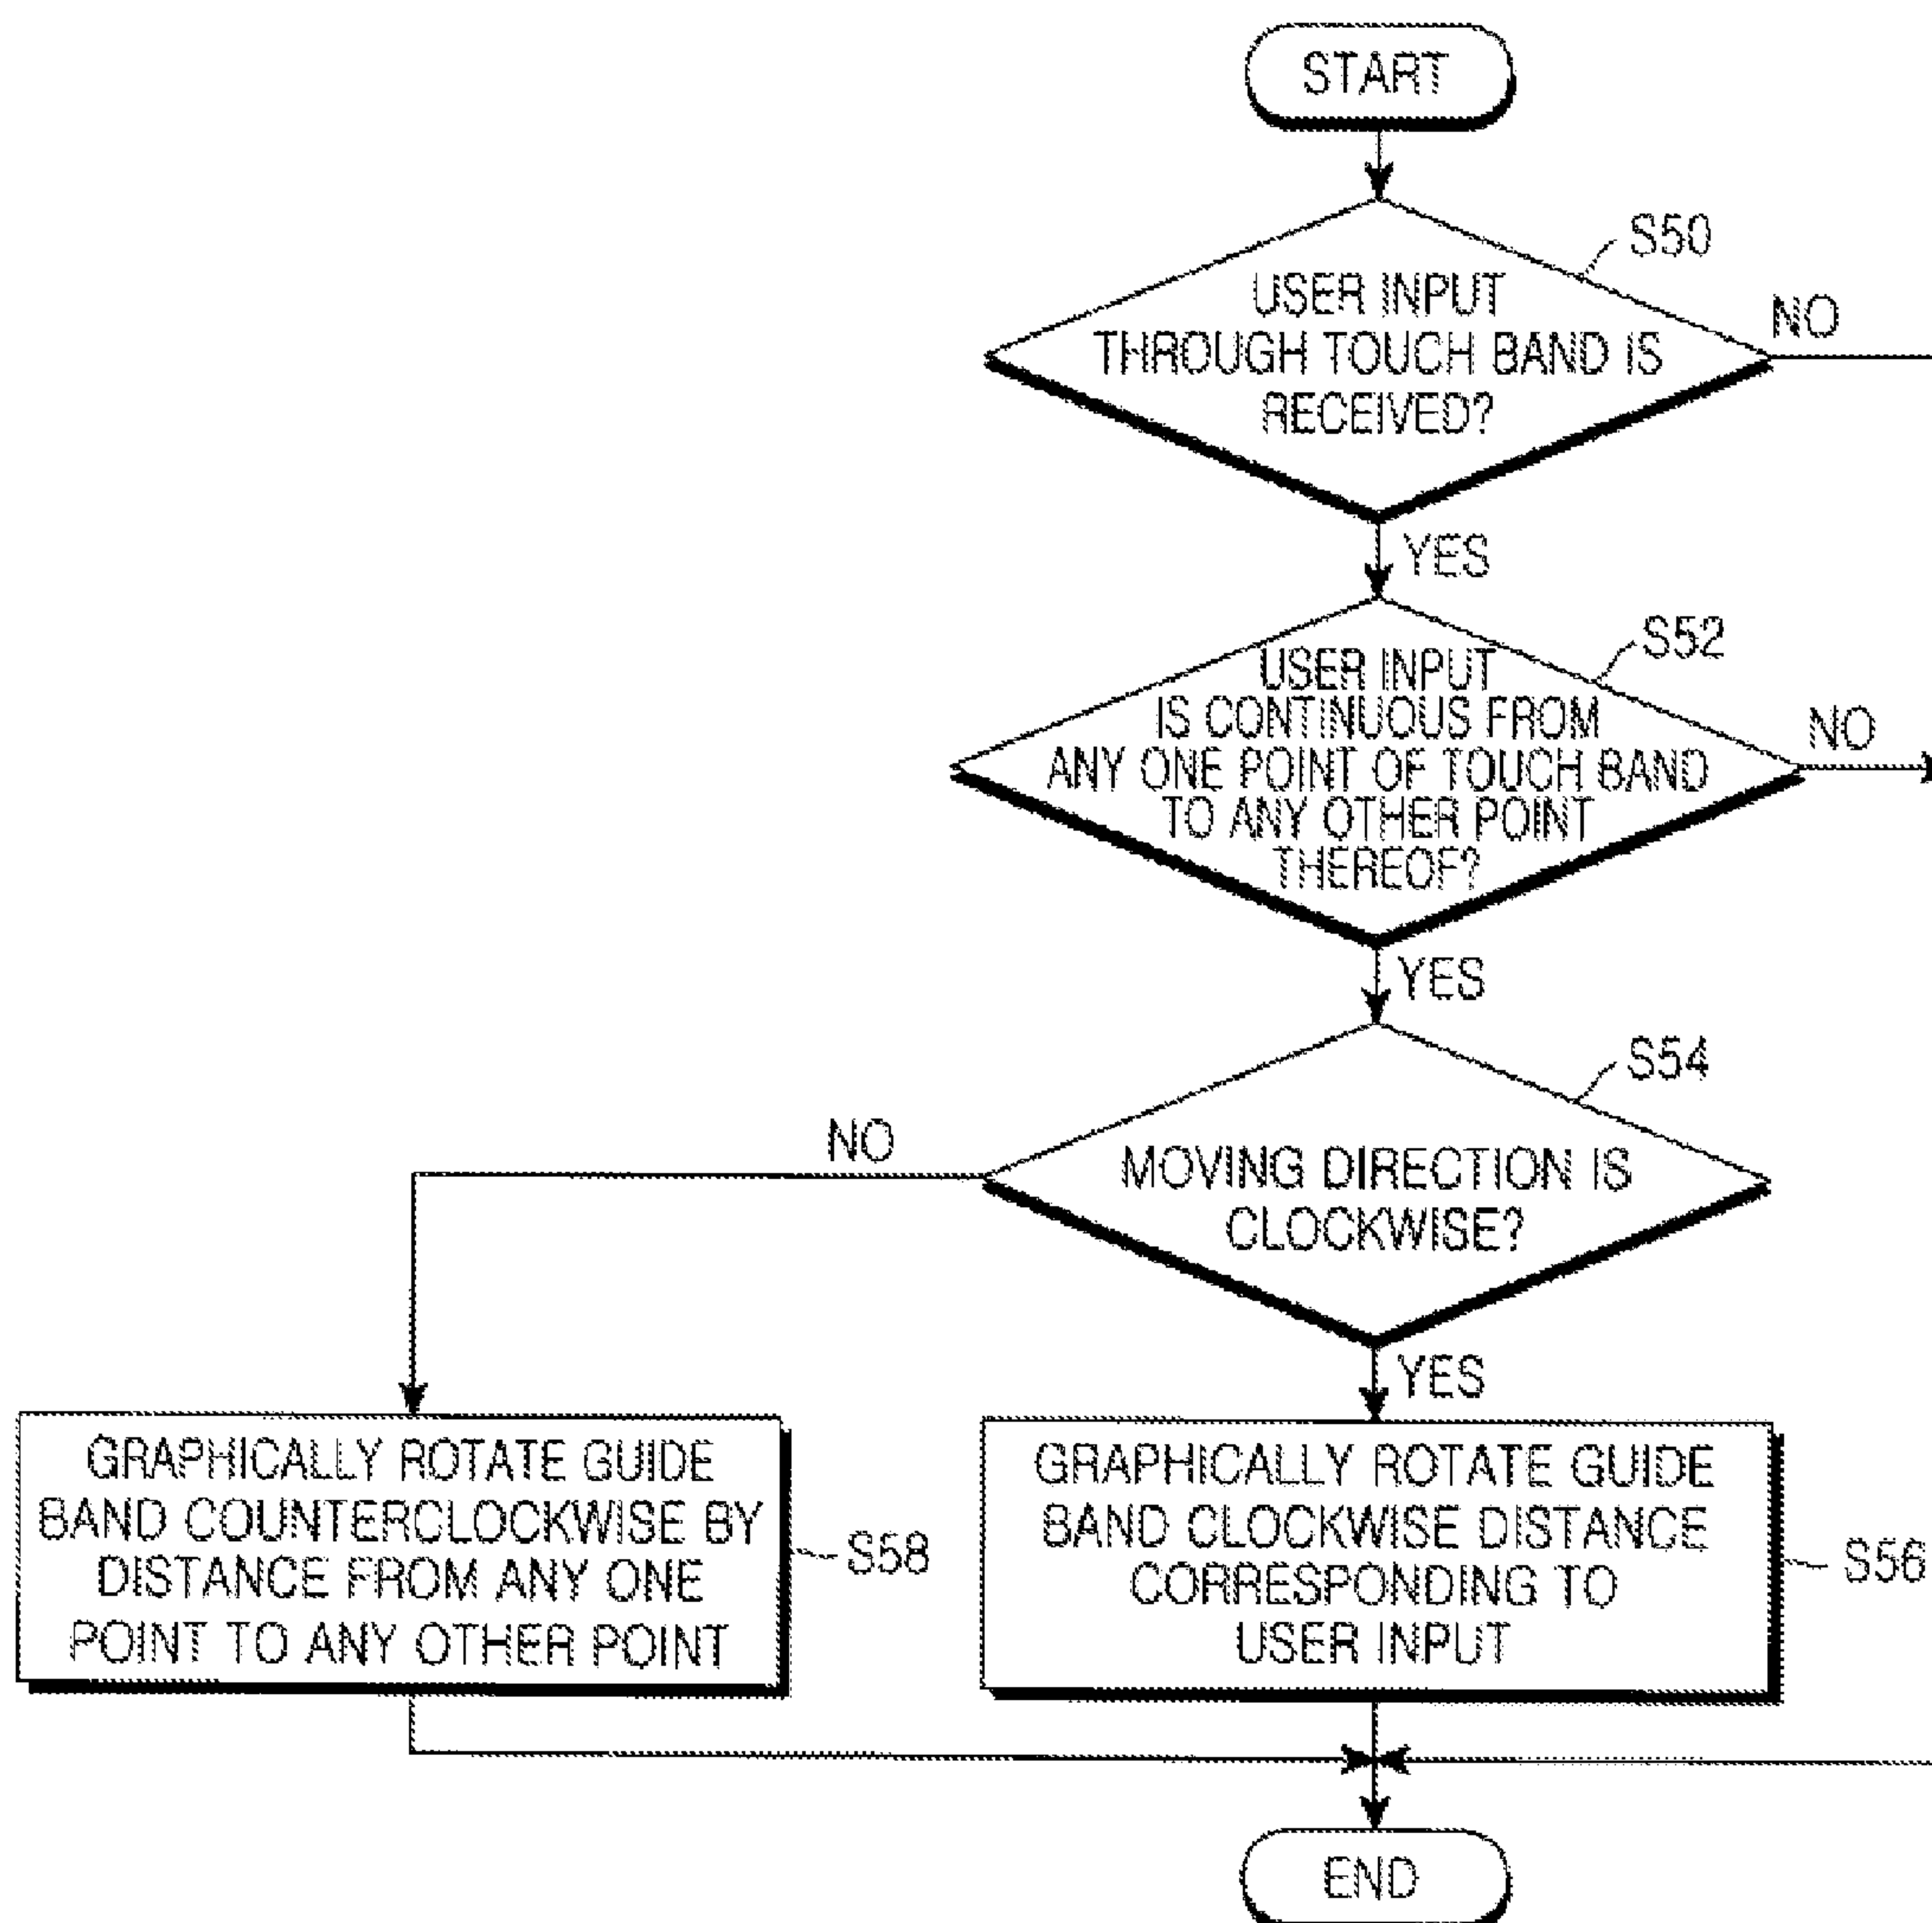 START
S50
USER INPUT
THROUGH TOUCH BAND IS
RECEIVED?
NO
YES
S52
USER INPUT
IS CONTINUOUS FROM
ANY ONE POINT OF TOUCH BAND
TO ANY OTHER POINT
THEREOF?
NO
YES
S54
MOVING DIRECTION IS
CLOCKWISE?
NO
YES
GRAPHICALLY ROTATE GUIDE
BAND COUNTERCLOCKWISE BY
DISTANCE FROM ANY ONE
POINT TO ANY OTHER POINT
S58
GRAPHICALLY ROTATE GUIDE
BAND CLOCKWISE DISTANCE
CORRESPONDING TO
USER INPUT
S56
END